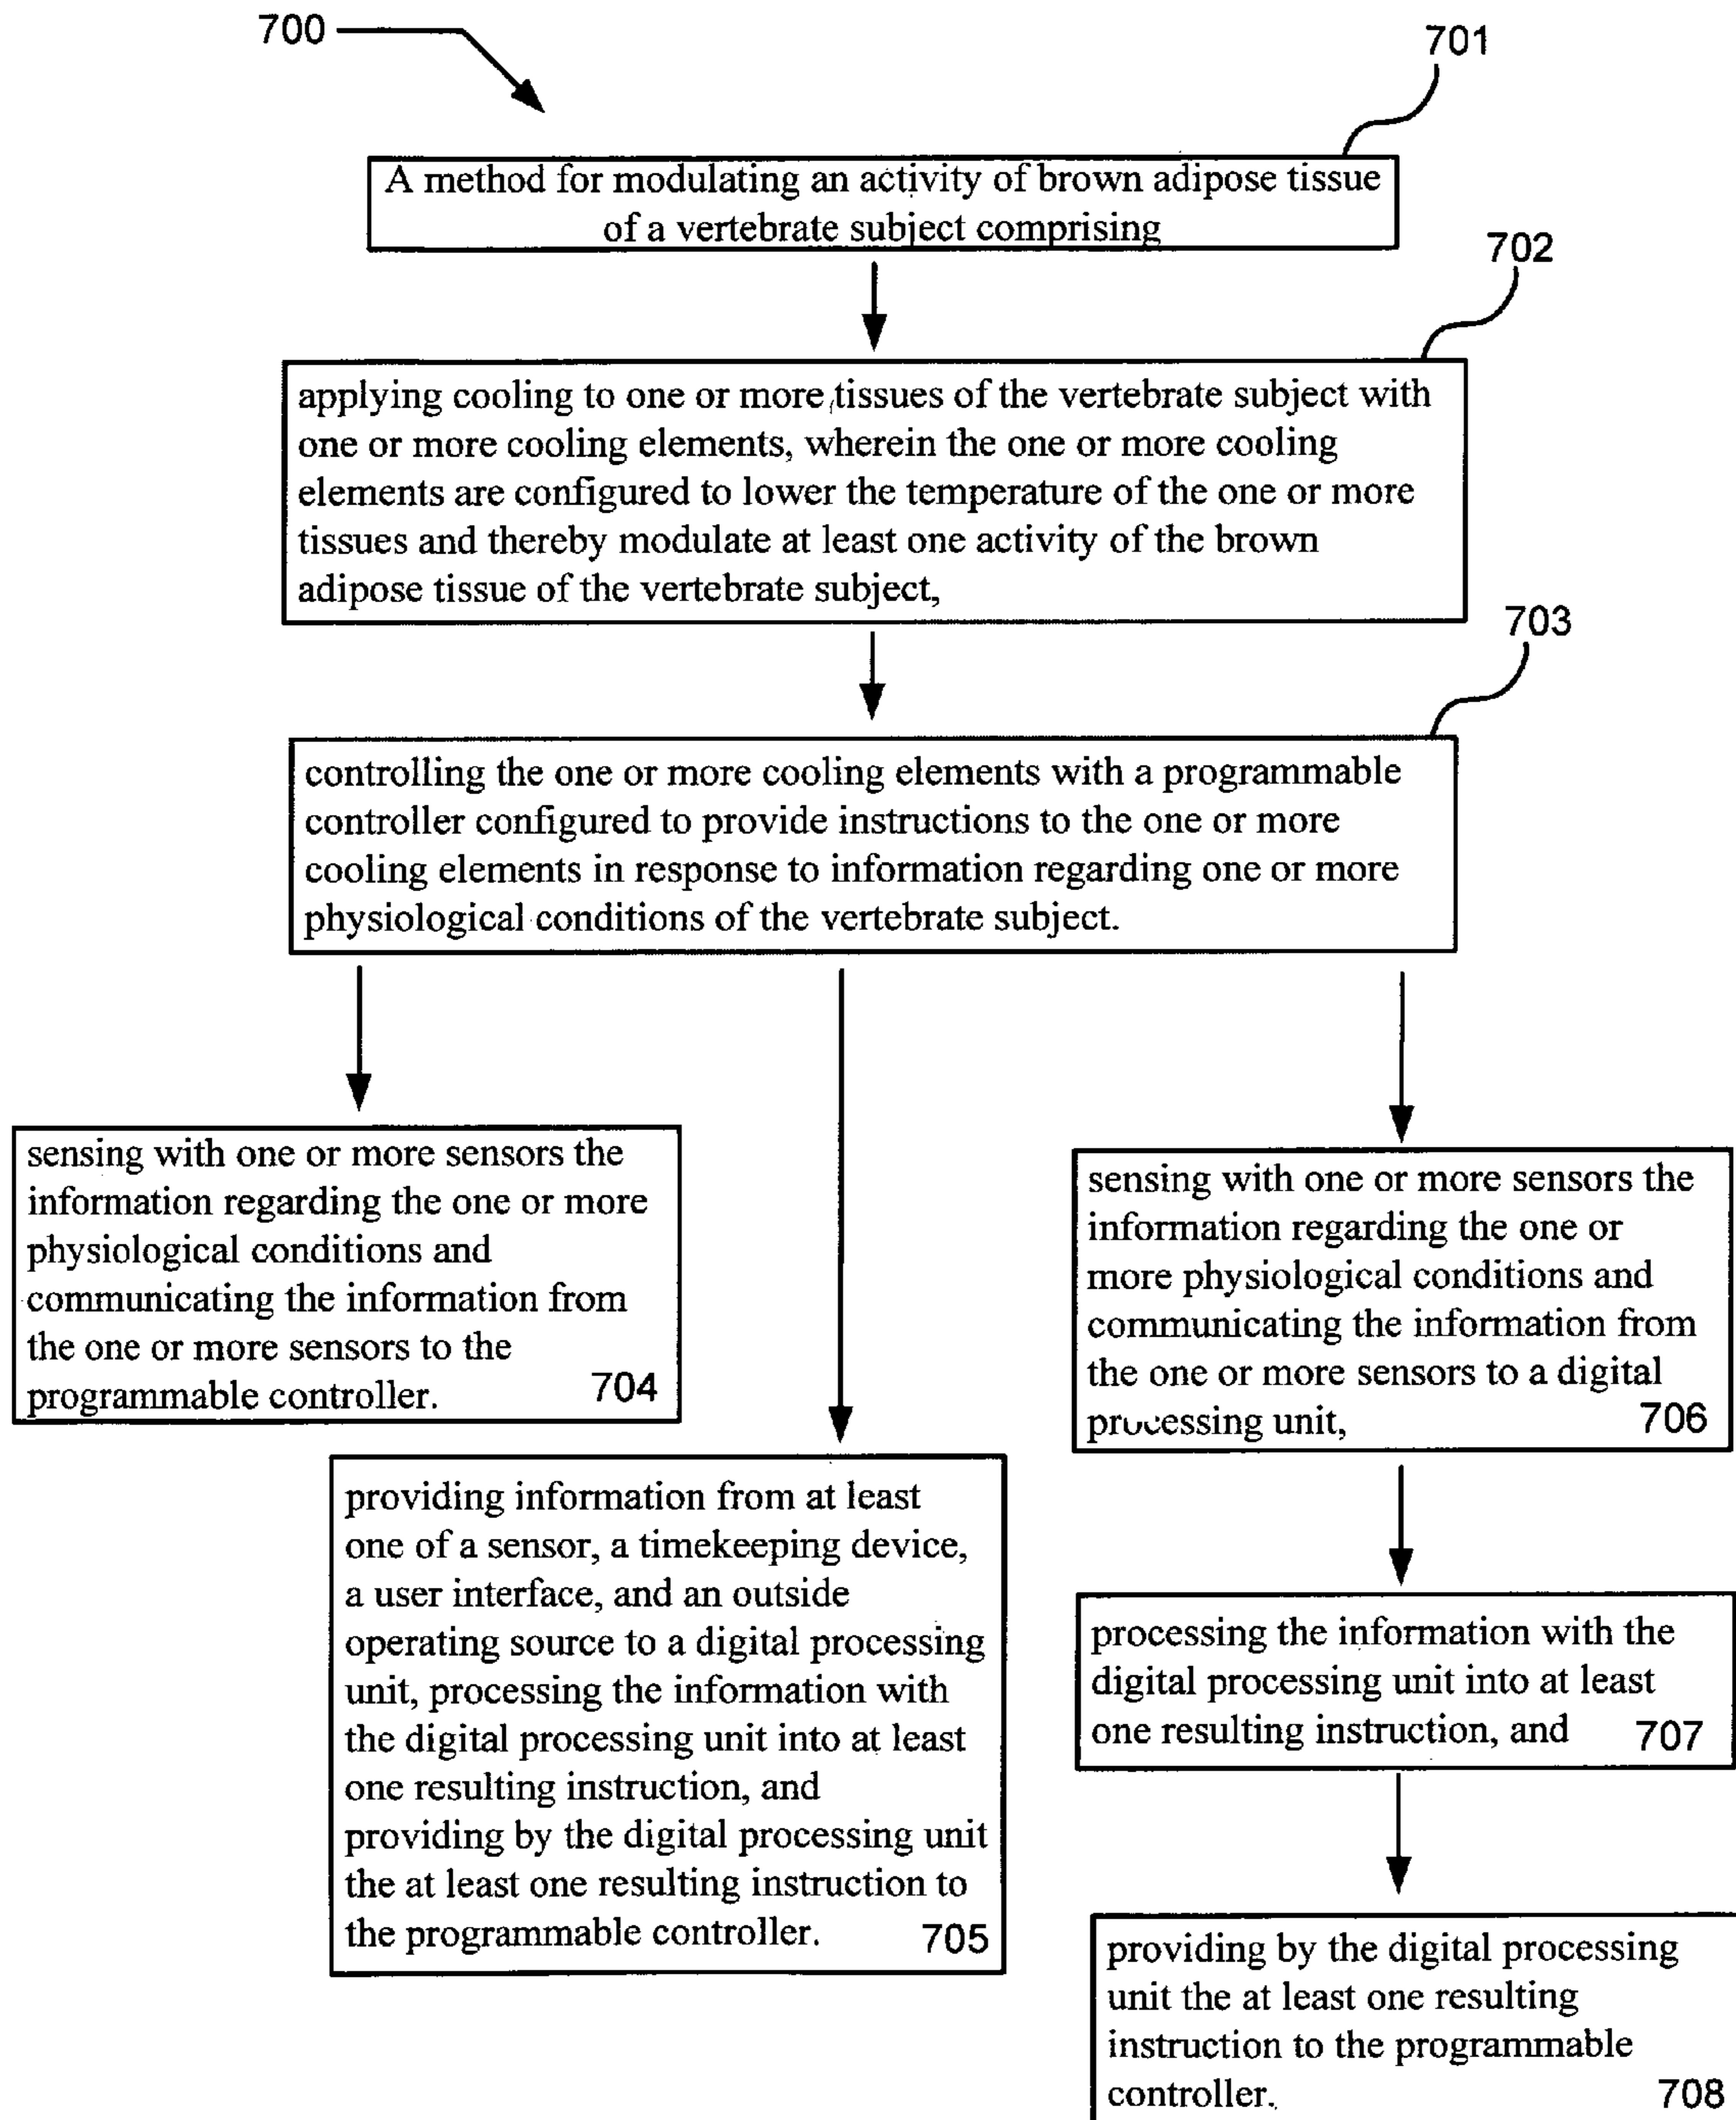 700
701
A method for modulating an activity of brown adipose tissue
of a vertebrate subject comprising
702
applying cooling to one or more tissues of the vertebrate subject with
one or more cooling elements, wherein the one or more cooling
elements are configured to lower the temperature of the one or more
tissues and thereby modulate at least one activity of the brown
adipose tissue of the vertebrate subject,
703
controlling the one or more cooling elements with a programmable
controller configured to provide instructions to the one or more
cooling elements in response to information regarding one or more
physiological conditions of the vertebrate subject.
sensing with one or more sensors the
information regarding the one or more
physiological conditions and
communicating the information from
the one or more sensors to the
programmable controller. 704
providing information from at least
one of a sensor, a timekeeping device,
a user interface, and an outside
operating source to a digital processing
unit, processing the information with
the digital processing unit into at least
one resulting instruction, and
providing by the digital processing unit
the at least one resulting instruction to
the programmable controller. 705
sensing with one or more sensors the
information regarding the one or
more physiological conditions and
communicating the information from
the one or more sensors to a digital
processing unit, 706
processing the information with the
digital processing unit into at least
one resulting instruction, and 707
providing by the digital processing
unit the at least one resulting
instruction to the programmable
controller. 708